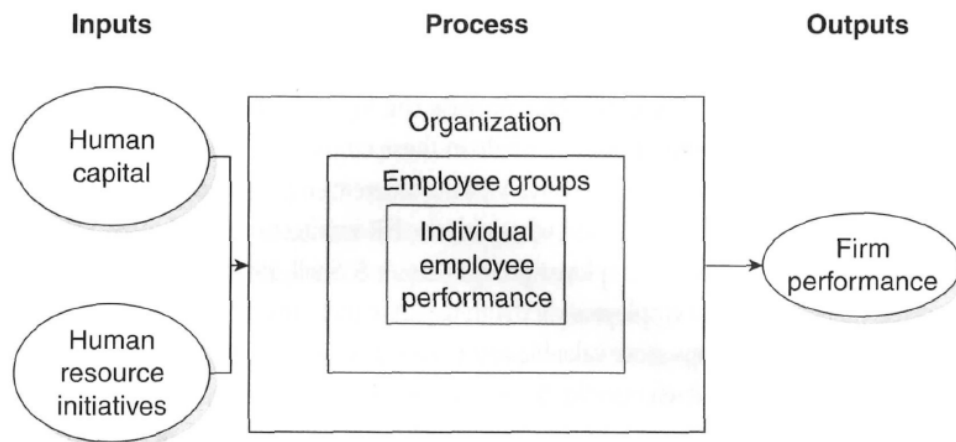 Inputs
Process
Outputs
Human
capital
Human
resource
initiatives
Organization
Employee groups
Individual
employee
performance
Firm
performance